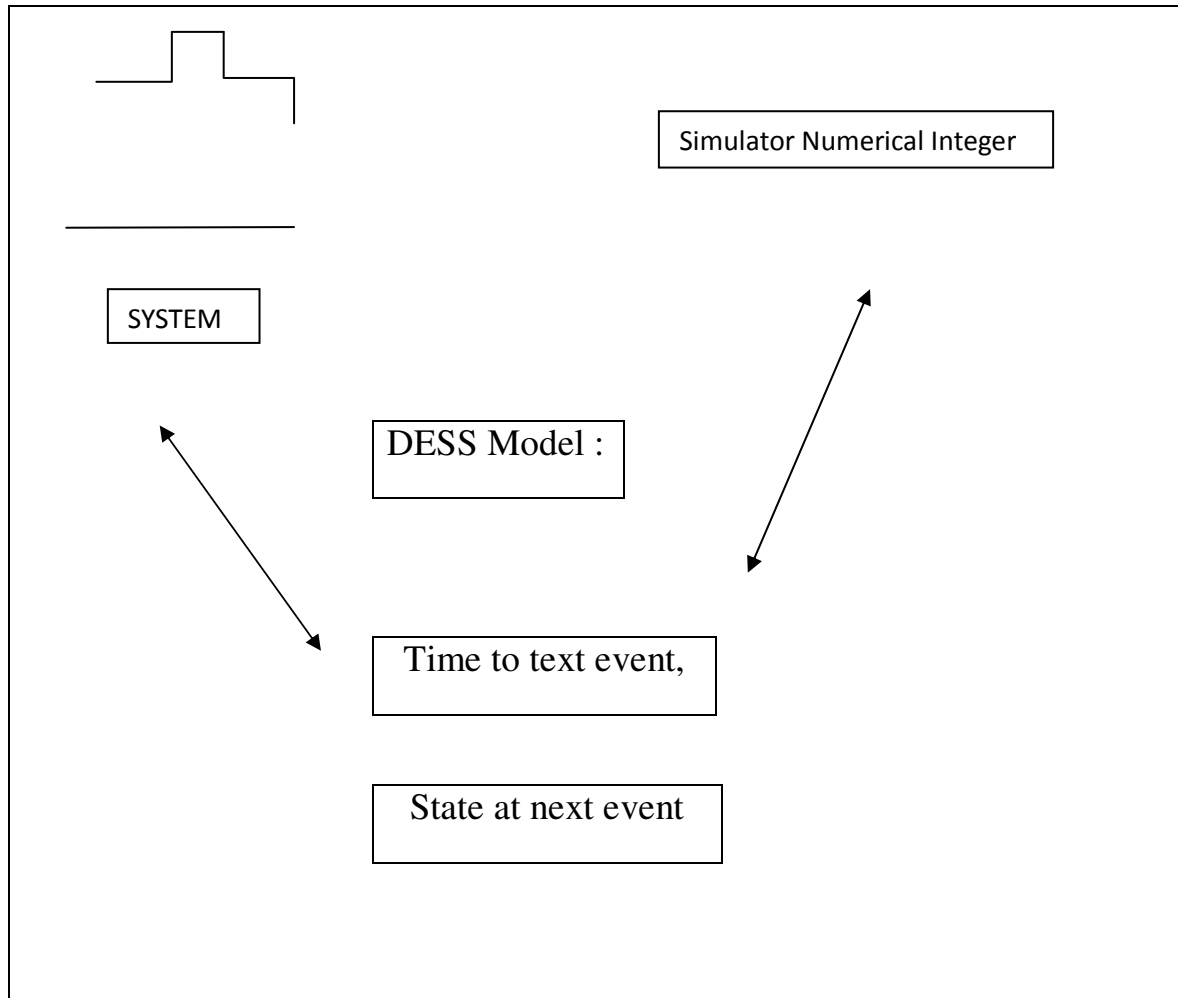 Simulator Numerical Integer
SYSTEM
DESS Model :
Time to text event,
State at next event